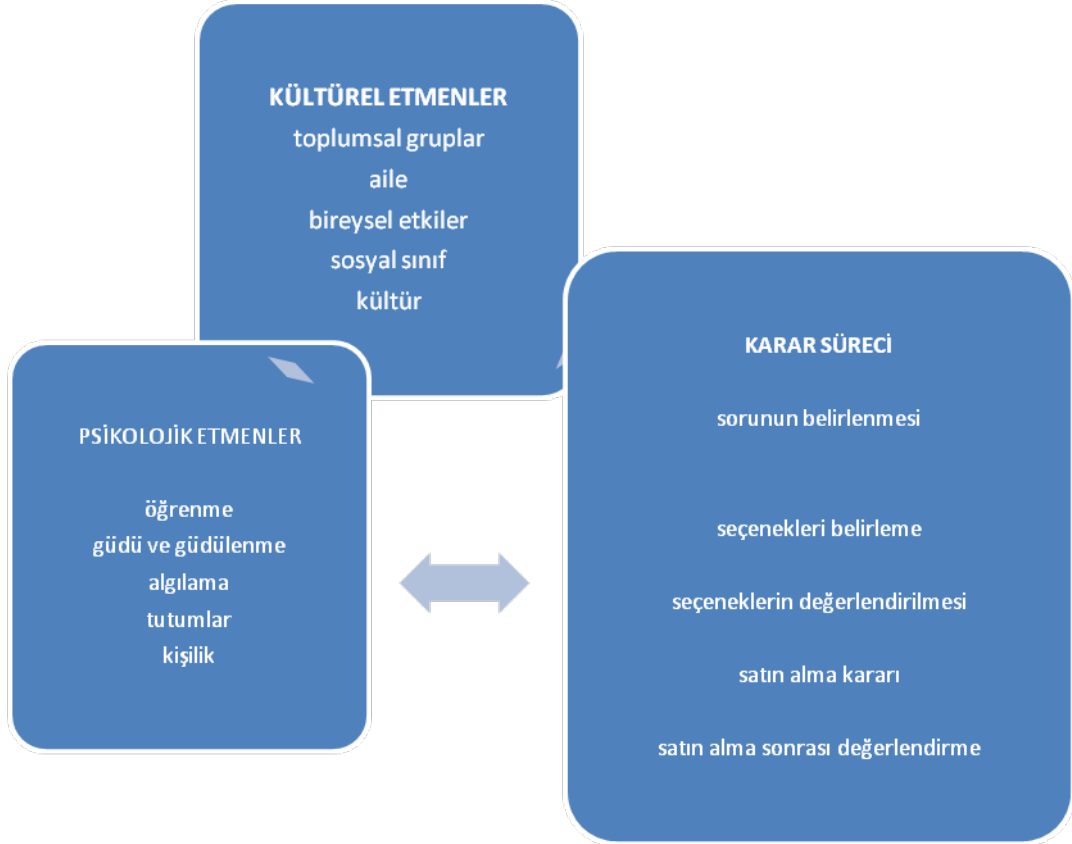 KÜLTÜREL ETMENLER
toplumsal gruplar
aile
bireysel etkiler
sosyal sınıf
kültür
PSİKOLOJİK ETMENLER
öğrenme
güdü ve güdülenme
algılama
tutumlar
kişilik
KARAR SÜRECİ
sorunun belirlenmesi
seçenekleri belirleme
seçeneklerin değerlendirilmesi
satın alma kararı
satın alma sonrası değerlendirme